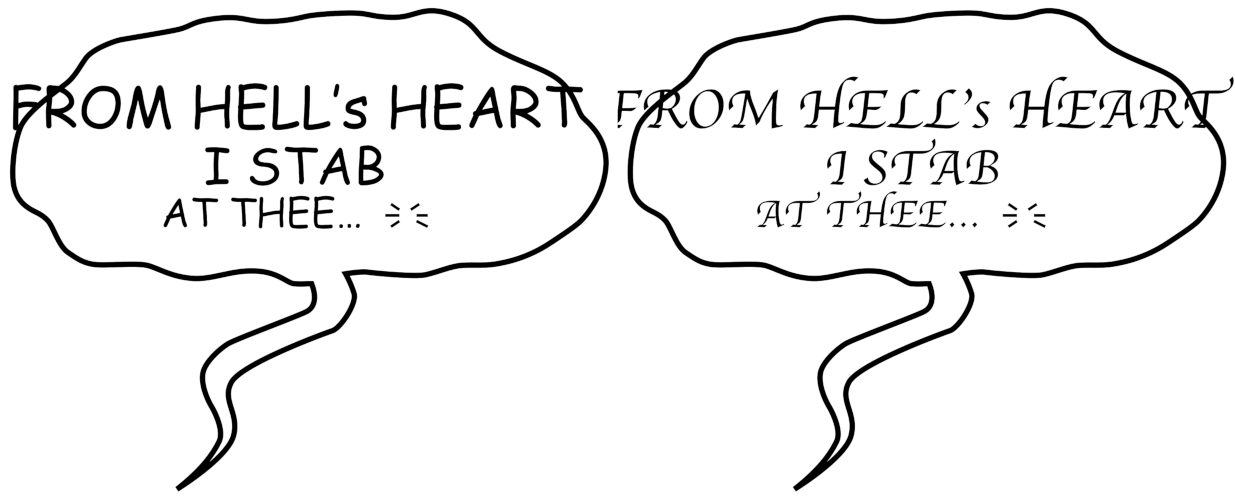 FROM HELL's HEART
I STAB
AT THEE...
FROM HELL's HEART
I STAB
AT THEE...